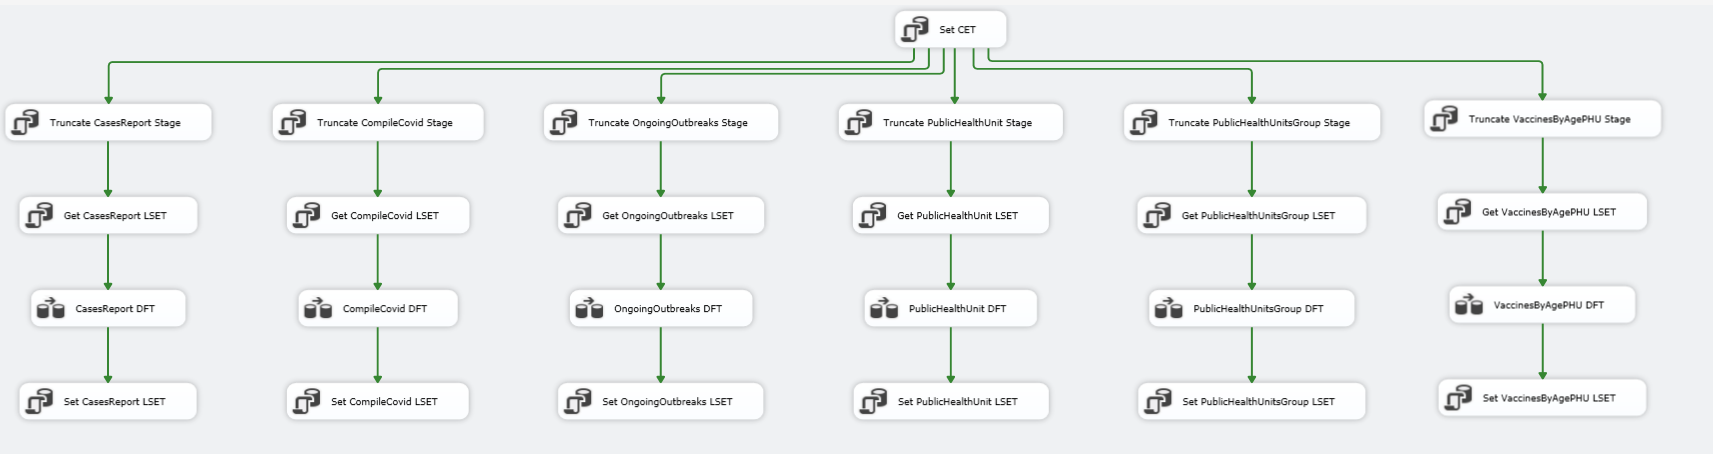 Set CET
Truncate CasesReport Stage
Truncate CompileCovid Stage
Truncate OngoingOutbreaks Stage
Truncate PublicHealthUnit Stage
Truncate PublicHealthUnitsGroup Stage
Truncate VaccinesByAgePHU Stage
Get CasesReport LSET
Get CompileCovid LSET
Get OngoingOutbreaks LSET
Get PublicHealthUnit LSET
Get PublicHealthUnitsGroup LSET
Get VaccinesByAgePHU LSET
CasesReport DFT
CompileCovid DFT
OngoingOutbreaks DFT
PublicHealthUnit DFT
PublicHealthUnitsGroup DFT
VaccinesByAgePHU DFT
Set CasesReport LSET
Set CompileCovid LSET
Set OngoingOutbreaks LSET
Set PublicHealthUnit LSET
Set PublicHealthUnitsGroup LSET
Set VaccinesByAgePHU LSET